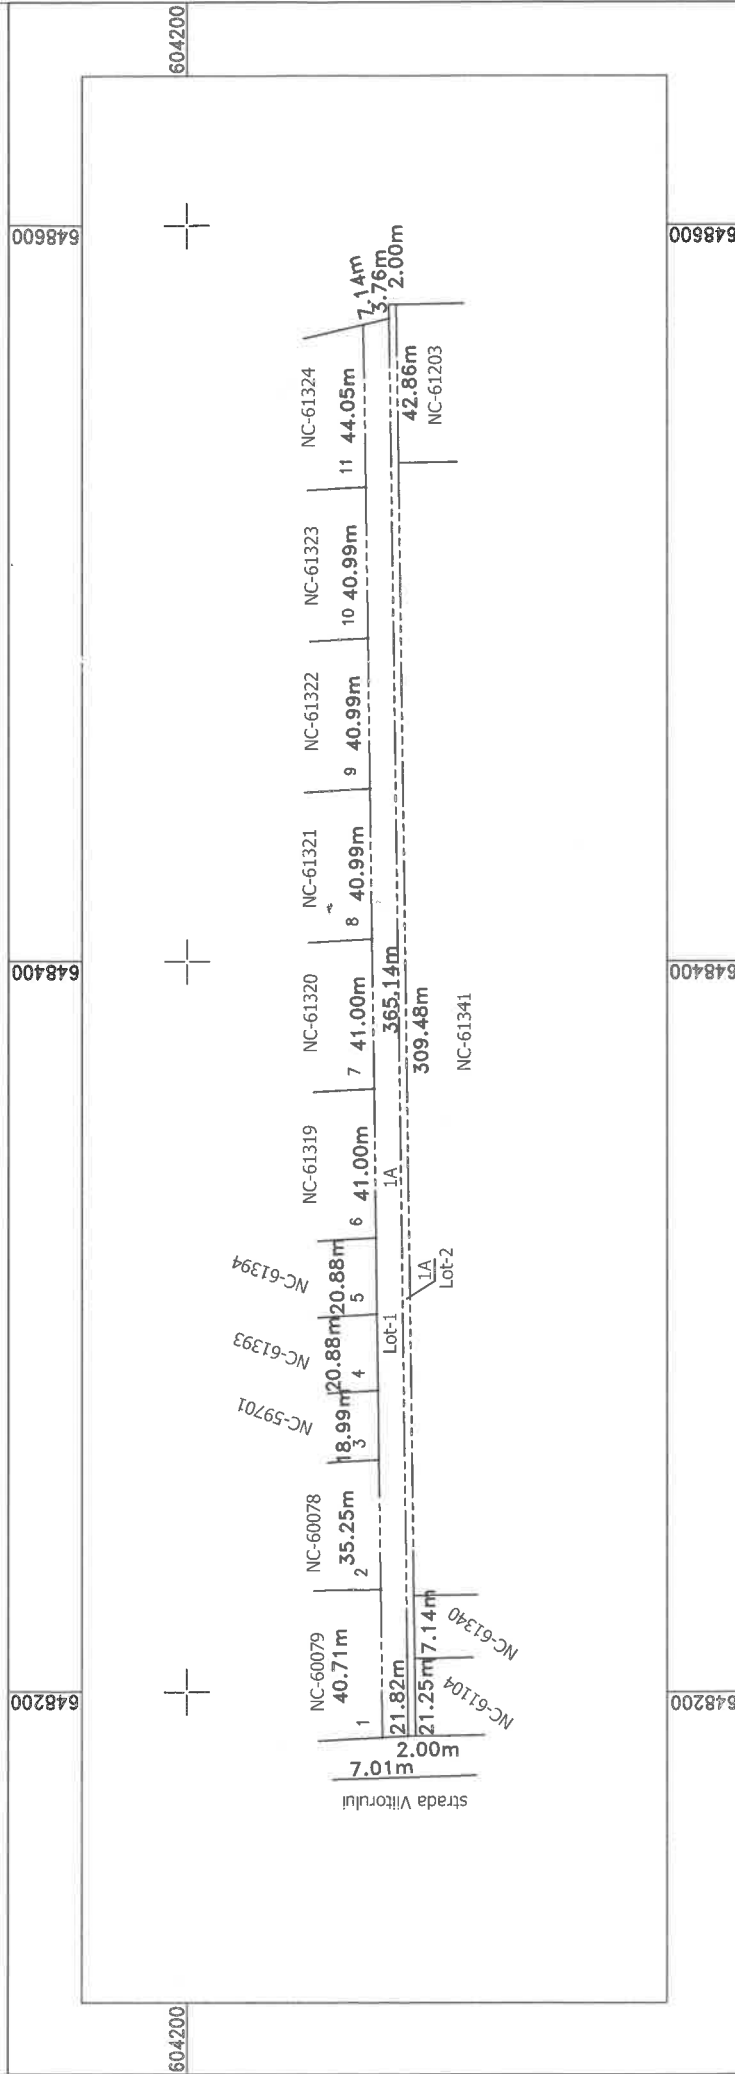 604200
648600
648600
7.14m
3.76m
2.00m
NC-61324
11 44.05m
42.86m
NC-61203
NC-61323
10 40.99m
NC-61322
9 40.99m
NC-61321
8 40.99m
648400
648400
NC-61320
7 41.00m
365.14m
309.48m
NC-61341
NC-61319
6 41.00m
1A
NC-61394
20.88m
5
1A
Lot-2
Lot-1
NC-61393
20.88m
4
NC-59701
18.99m
3
NC-60078
35.25m
2
NC-60079
40.71m
1
21.82m
21.25m
7.14m
NC-61340
NC-61104
648200
648200
2.00m
7.01m
strada Viitorului
604200